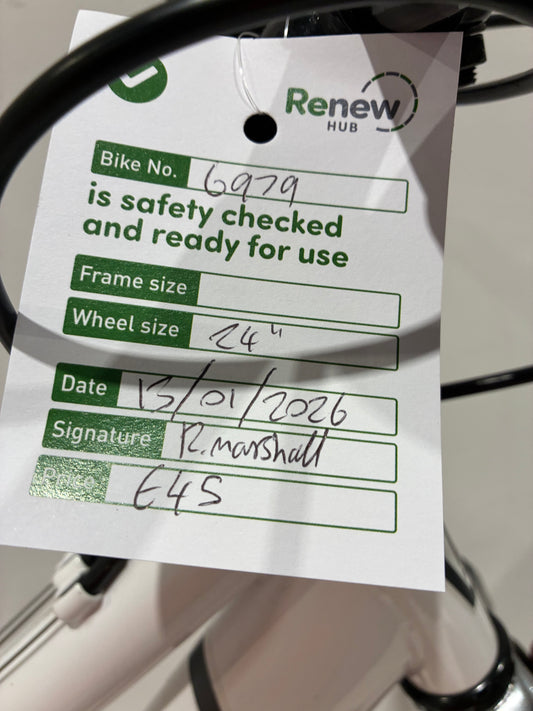 Renew
HUB
Bike No. 6979
is safety checked
and ready for use
Frame size
Wheel size 24"
Date 13/01/2026
Signature R. marshall
Price £45